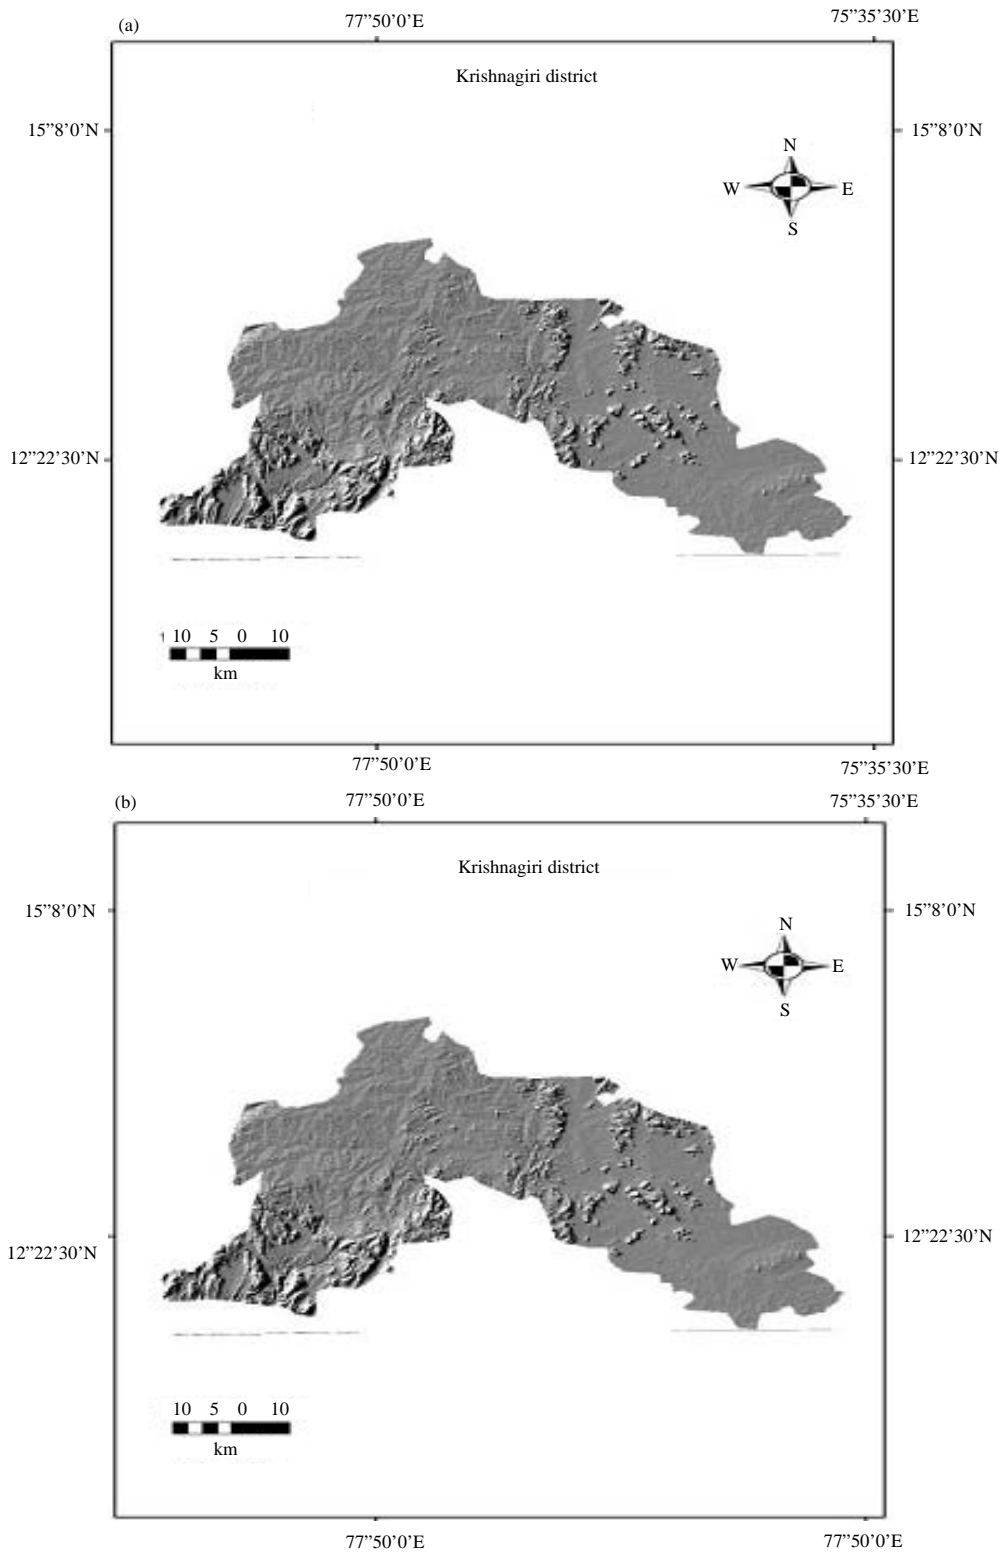 (a)
77”50’0’E 75”35’30’E
Krishnagiri district
15”8’0’N 15”8’0’N
N
W E
S
12”22’30’N 12”22’30’N
10 5 0 10
km
77”50’0’E 75”35’30’E
(b)
77”50’0’E 75”35’30’E
Krishnagiri district
15”8’0’N 15”8’0’N
N
W E
S
12”22’30’N 12”22’30’N
10 5 0 10
km
77”50’0’E 77”50’0’E